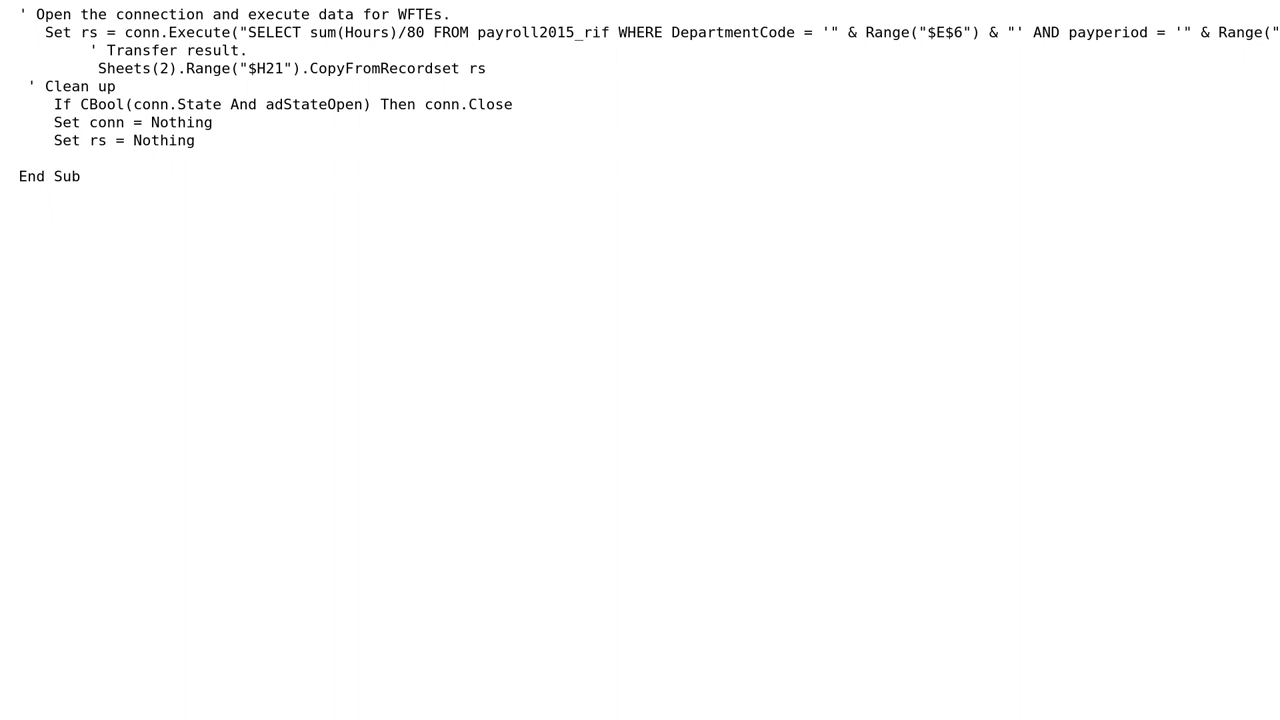 ' Open the connection and execute data for WFTEs.
Set rs = conn.Execute("SELECT sum(Hours)/80 FROM payroll2015_rif WHERE DepartmentCode = '" & Range("$E$6") & "' AND payperiod = '" & Range("
' Transfer result.
Sheets(2).Range("$H21").CopyFromRecordset rs
' Clean up
If CBool(conn.State And adStateOpen) Then conn.Close
Set conn = Nothing
Set rs = Nothing
End Sub